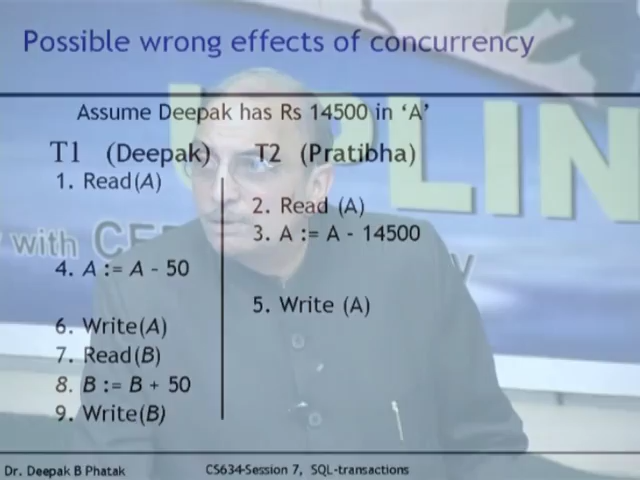 Possible wrong effects of concurrency
Assume Deepak has Rs 14500 in ‘A’
T1 (Deepak) T2 (Pratibha)
1. Read(A)
2. Read (A)
3. A := A - 14500
4. A := A - 50
5. Write (A)
6. Write(A)
7. Read(B)
8. B := B + 50
9. Write(B)
with
PLIN
Dr. Deepak B Phatak
CS634-Session 7, SQL-transactions